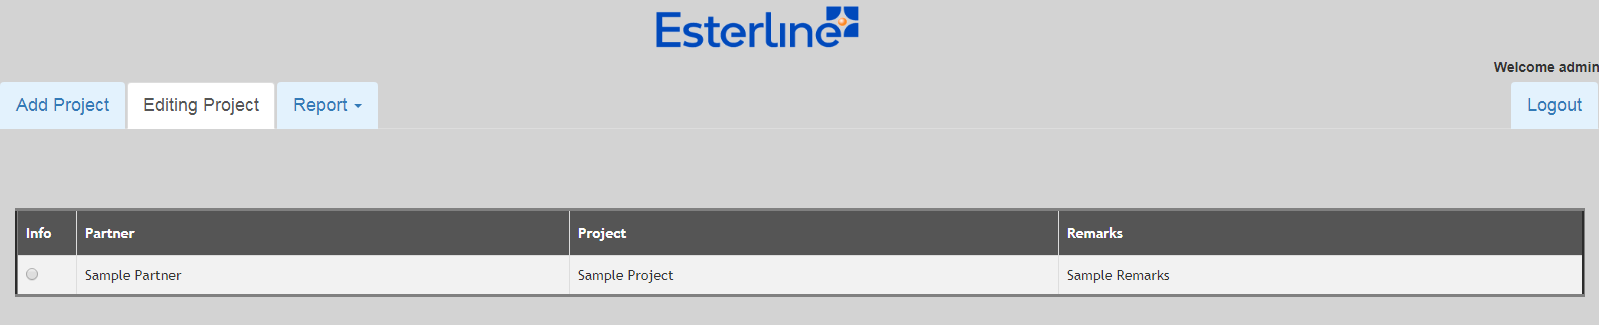 Esterline
Welcome admin
Add Project Editing Project Report Logout
Info Partner Project Remarks
Sample Partner Sample Project Sample Remarks